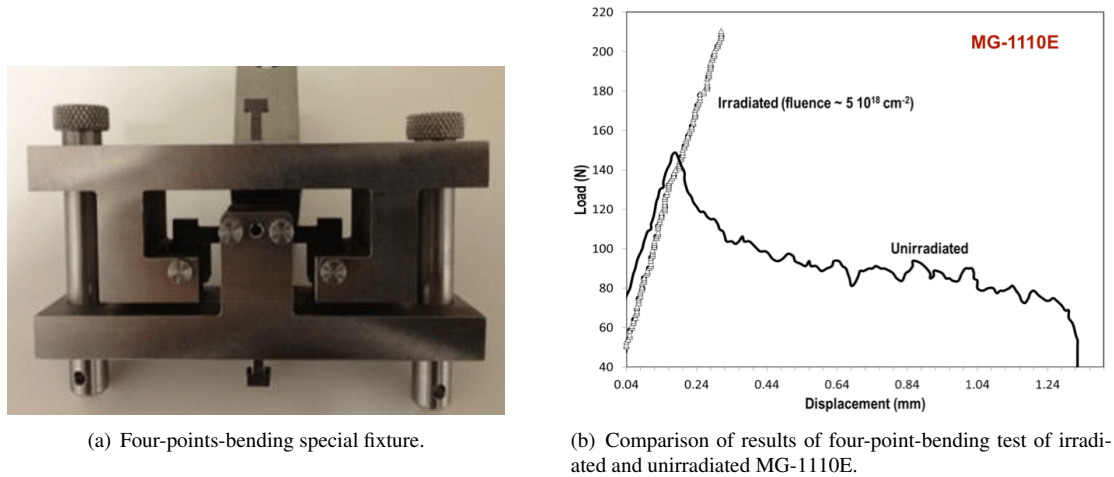 220
200
180
160
140
120
100
80
60
40
Load (N)
MG-1110E
Irradiated (fluence ~ 5 10¹⁸ cm⁻²)
Unirradiated
0.04 0.24 0.44 0.64 0.84 1.04 1.24
Displacement (mm)
(a) Four-points-bending special fixture.
(b) Comparison of results of four-point-bending test of irradi-
ated and unirradiated MG-1110E.